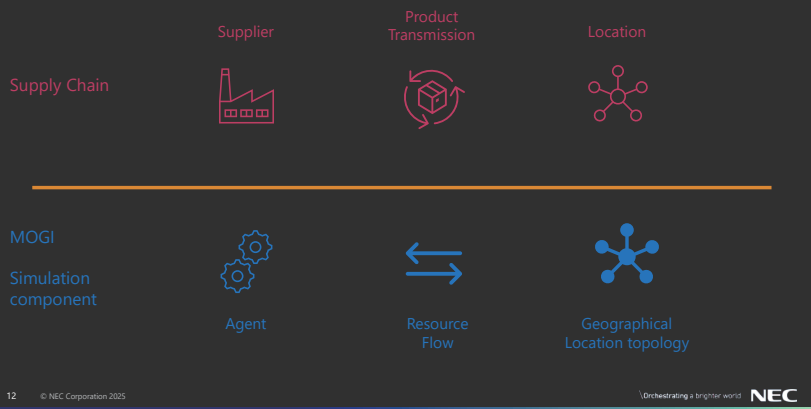 Supplier
Product
Transmission
Location
Supply Chain
MOGI
Simulation
component
Agent
Resource
Flow
Geographical
Location topology
12 © NEC Corporation 2025
\Orchestrating a brighter world NEC